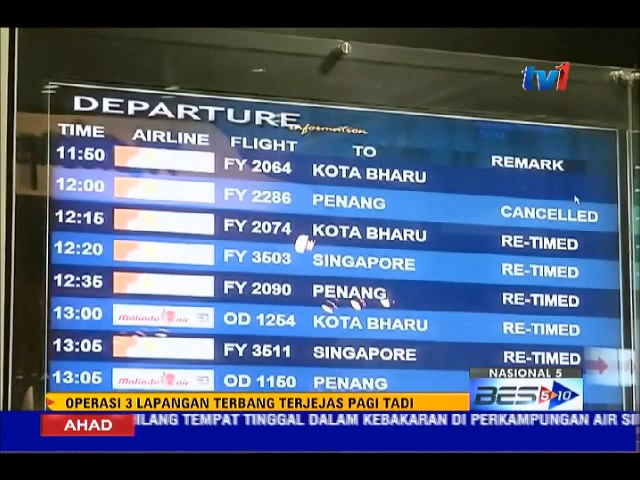 tv1
DEPARTURE information
TIME AIRLINE FLIGHT TO REMARK
11:50 FY 2064 KOTA BHARU
12:00 FY 2286 PENANG CANCELLED
12:15 FY 2074 KOTA BHARU RE-TIMED
12:20 FY 3503 SINGAPORE RE-TIMED
12:35 FY 2090 PENANG RE-TIMED
13:00 malindo air OD 1254 KOTA BHARU RE-TIMED
13:05 FY 3511 SINGAPORE RE-TIMED
13:05 malindo air OD 1150 PENANG
NASIONAL 5
BES 5 10
OPERASI 3 LAPANGAN TERBANG TERJEJAS PAGI TADI
AHAD ILANG TEMPAT TINGGAL DALAM KEBAKARAN DI PERKAMPUNGAN AIR SI